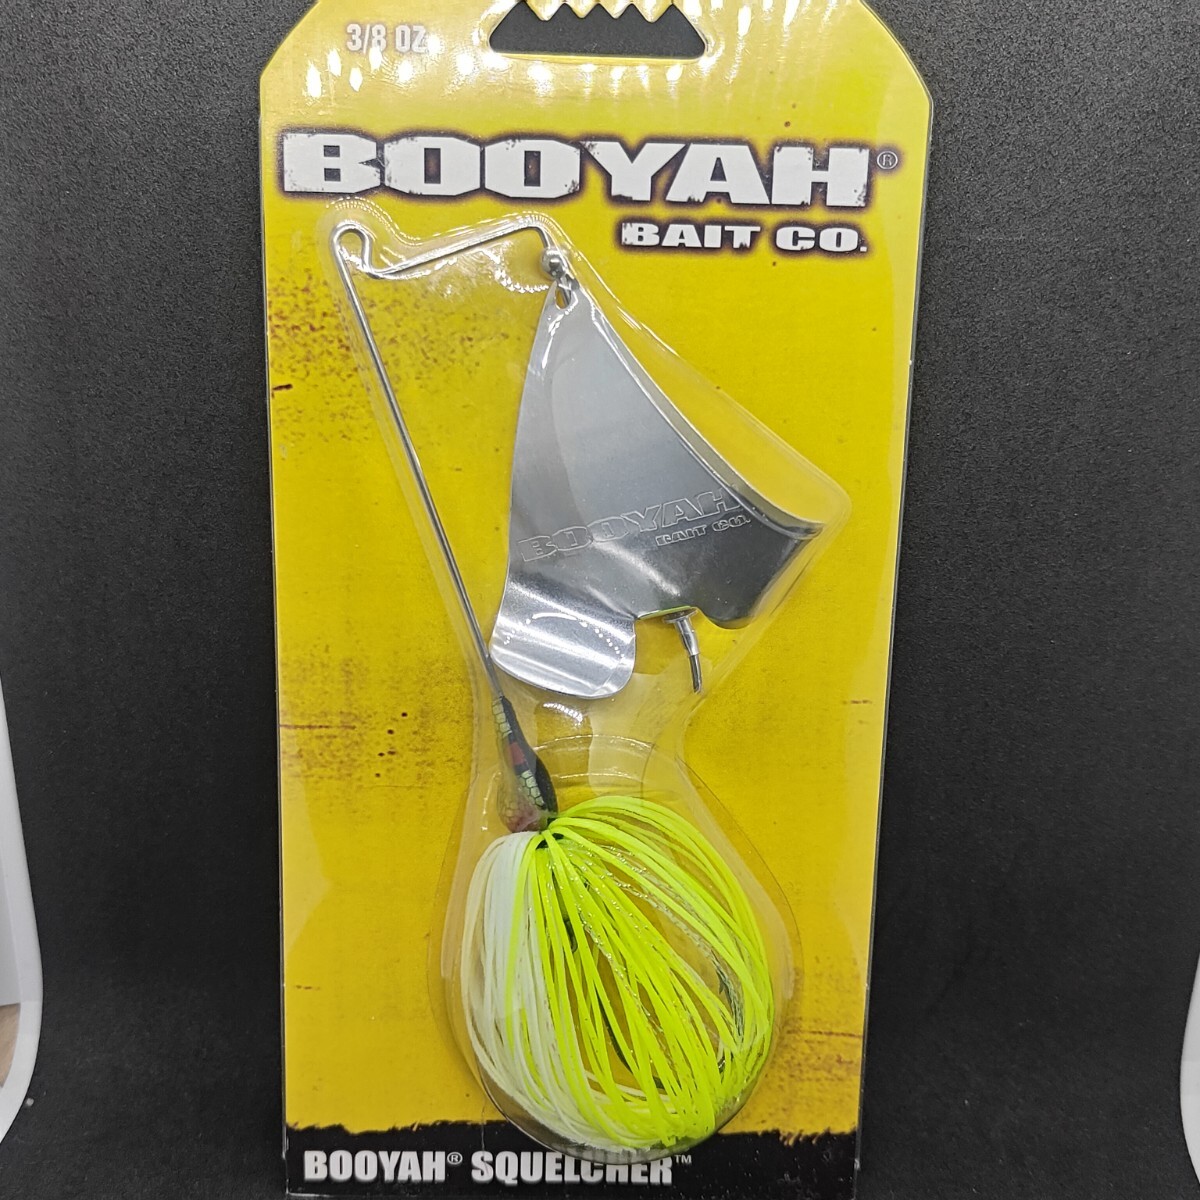 3/8 OZ
BOOYAH®
BAIT CO.
BOOYAH
BAIT CO.
BOOYAH® SQUELCHER™